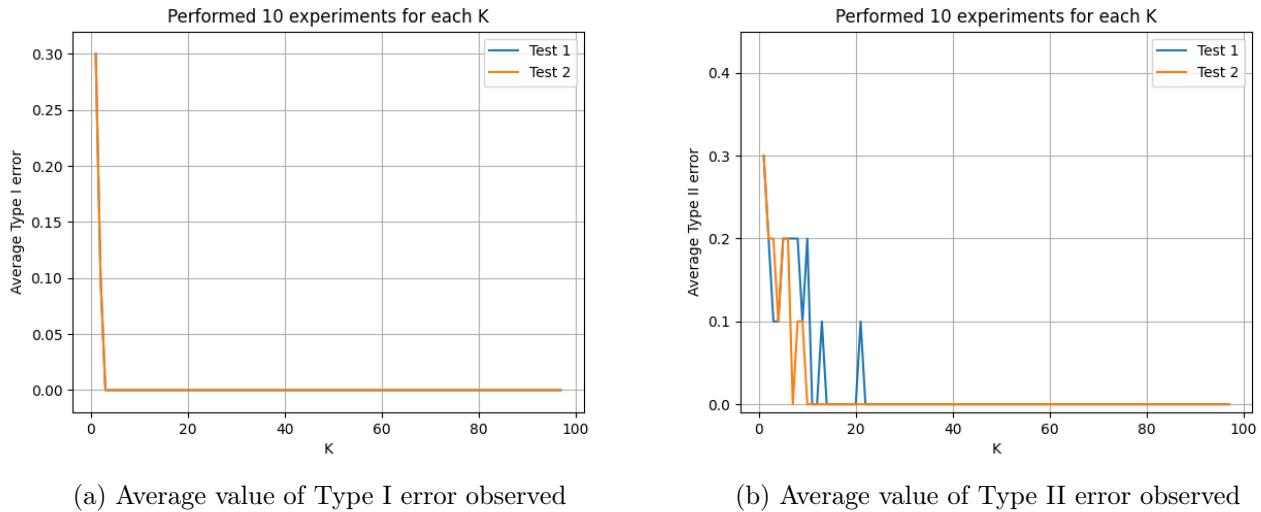 Performed 10 experiments for each K
Test 1
Test 2
0.30
0.25
0.20
0.15
0.10
0.05
0.00
Average Type I error
0 20 40 60 80 100
K
(a) Average value of Type I error observed
Performed 10 experiments for each K
Test 1
Test 2
0.4
0.3
0.2
0.1
0.0
Average Type II error
0 20 40 60 80 100
K
(b) Average value of Type II error observed